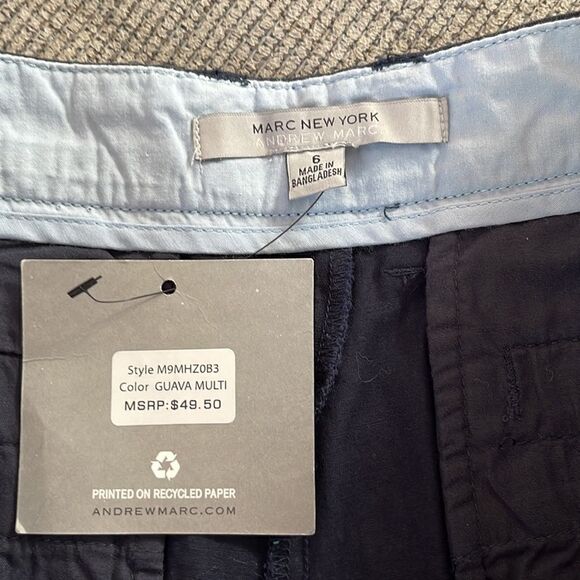 MARC NEW YORK
ANDREW MARC
6
MADE IN
BANGLADESH
Style M9MHZ0B3
Color GUAVA MULTI
MSRP:$49.50
PRINTED ON RECYCLED PAPER
ANDREWMARC.COM